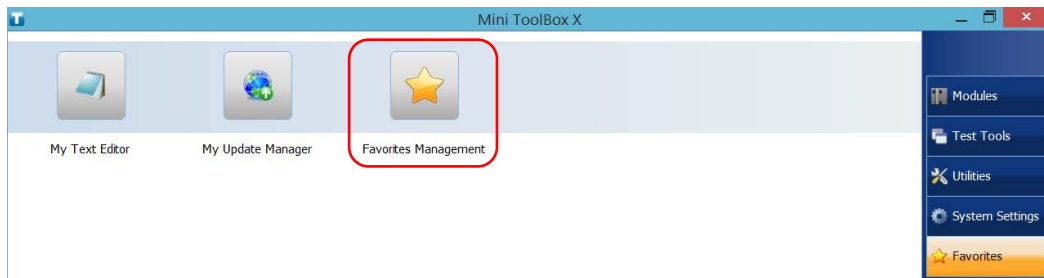 Mini ToolBox X
My Text Editor
My Update Manager
Favorites Management
Modules
Test Tools
Utilities
System Settings
Favorites